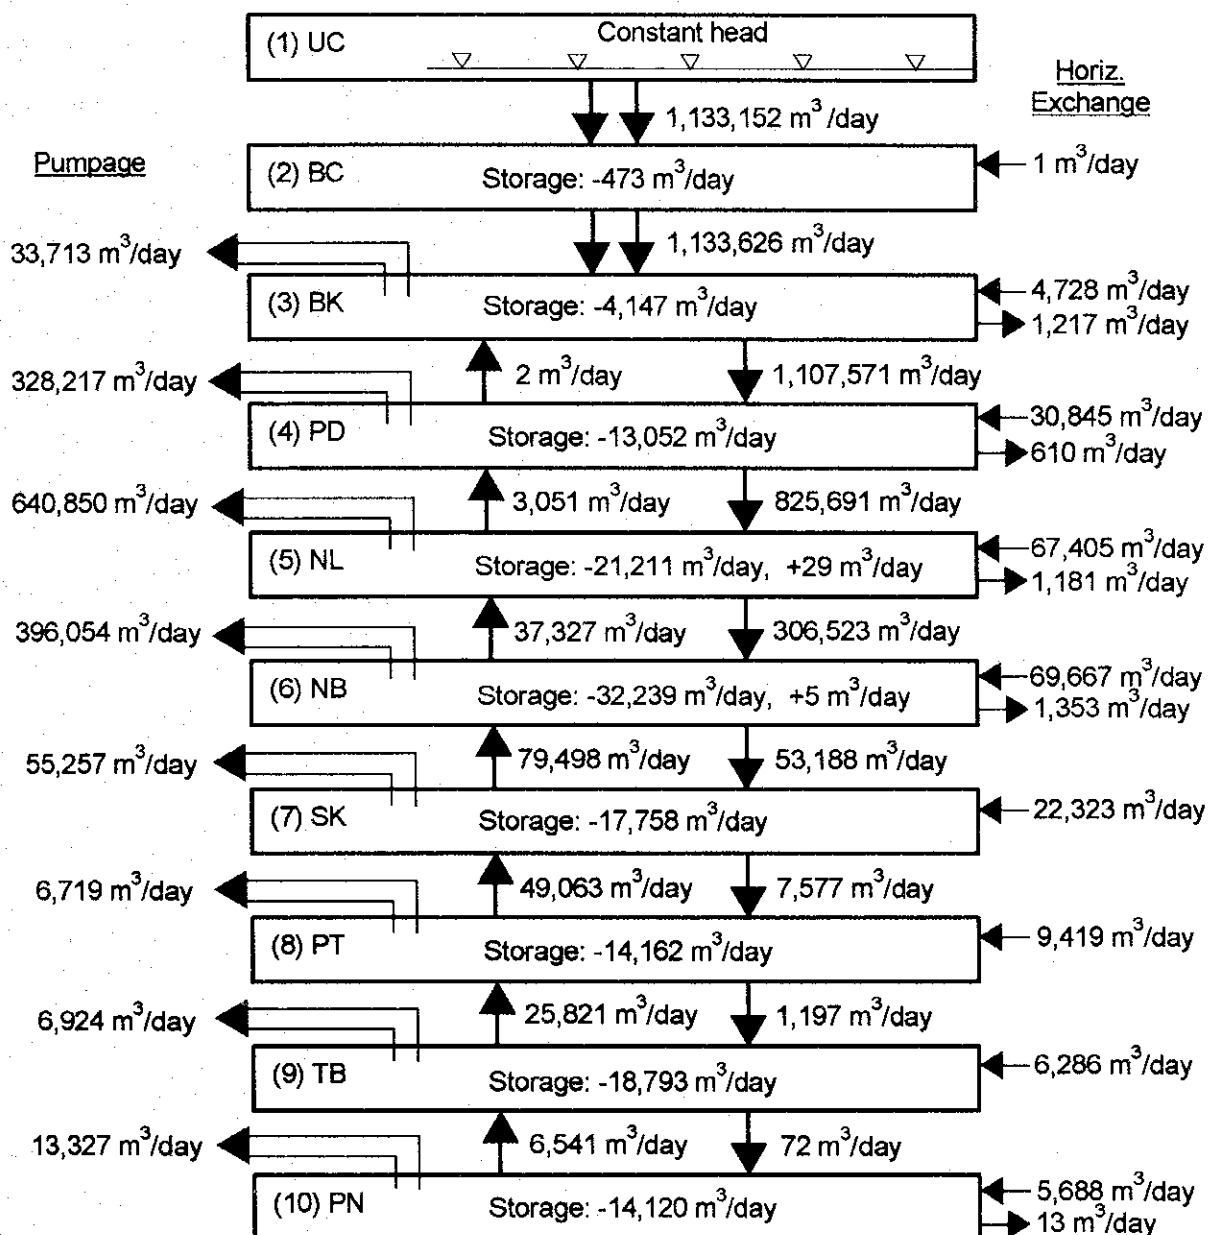 (1) UC
Constant head
Horiz.
Exchange
1,133,152 m³/day
Pumpage
(2) BC
Storage: -473 m³/day
1 m³/day
1,133,626 m³/day
33,713 m³/day
(3) BK
Storage: -4,147 m³/day
4,728 m³/day
1,217 m³/day
328,217 m³/day
2 m³/day
1,107,571 m³/day
(4) PD
Storage: -13,052 m³/day
30,845 m³/day
610 m³/day
640,850 m³/day
3,051 m³/day
825,691 m³/day
(5) NL
Storage: -21,211 m³/day, +29 m³/day
67,405 m³/day
1,181 m³/day
396,054 m³/day
37,327 m³/day
306,523 m³/day
(6) NB
Storage: -32,239 m³/day, +5 m³/day
69,667 m³/day
1,353 m³/day
55,257 m³/day
79,498 m³/day
53,188 m³/day
(7) SK
Storage: -17,758 m³/day
22,323 m³/day
6,719 m³/day
49,063 m³/day
7,577 m³/day
(8) PT
Storage: -14,162 m³/day
9,419 m³/day
6,924 m³/day
25,821 m³/day
1,197 m³/day
(9) TB
Storage: -18,793 m³/day
6,286 m³/day
13,327 m³/day
6,541 m³/day
72 m³/day
(10) PN
Storage: -14,120 m³/day
5,688 m³/day
13 m³/day